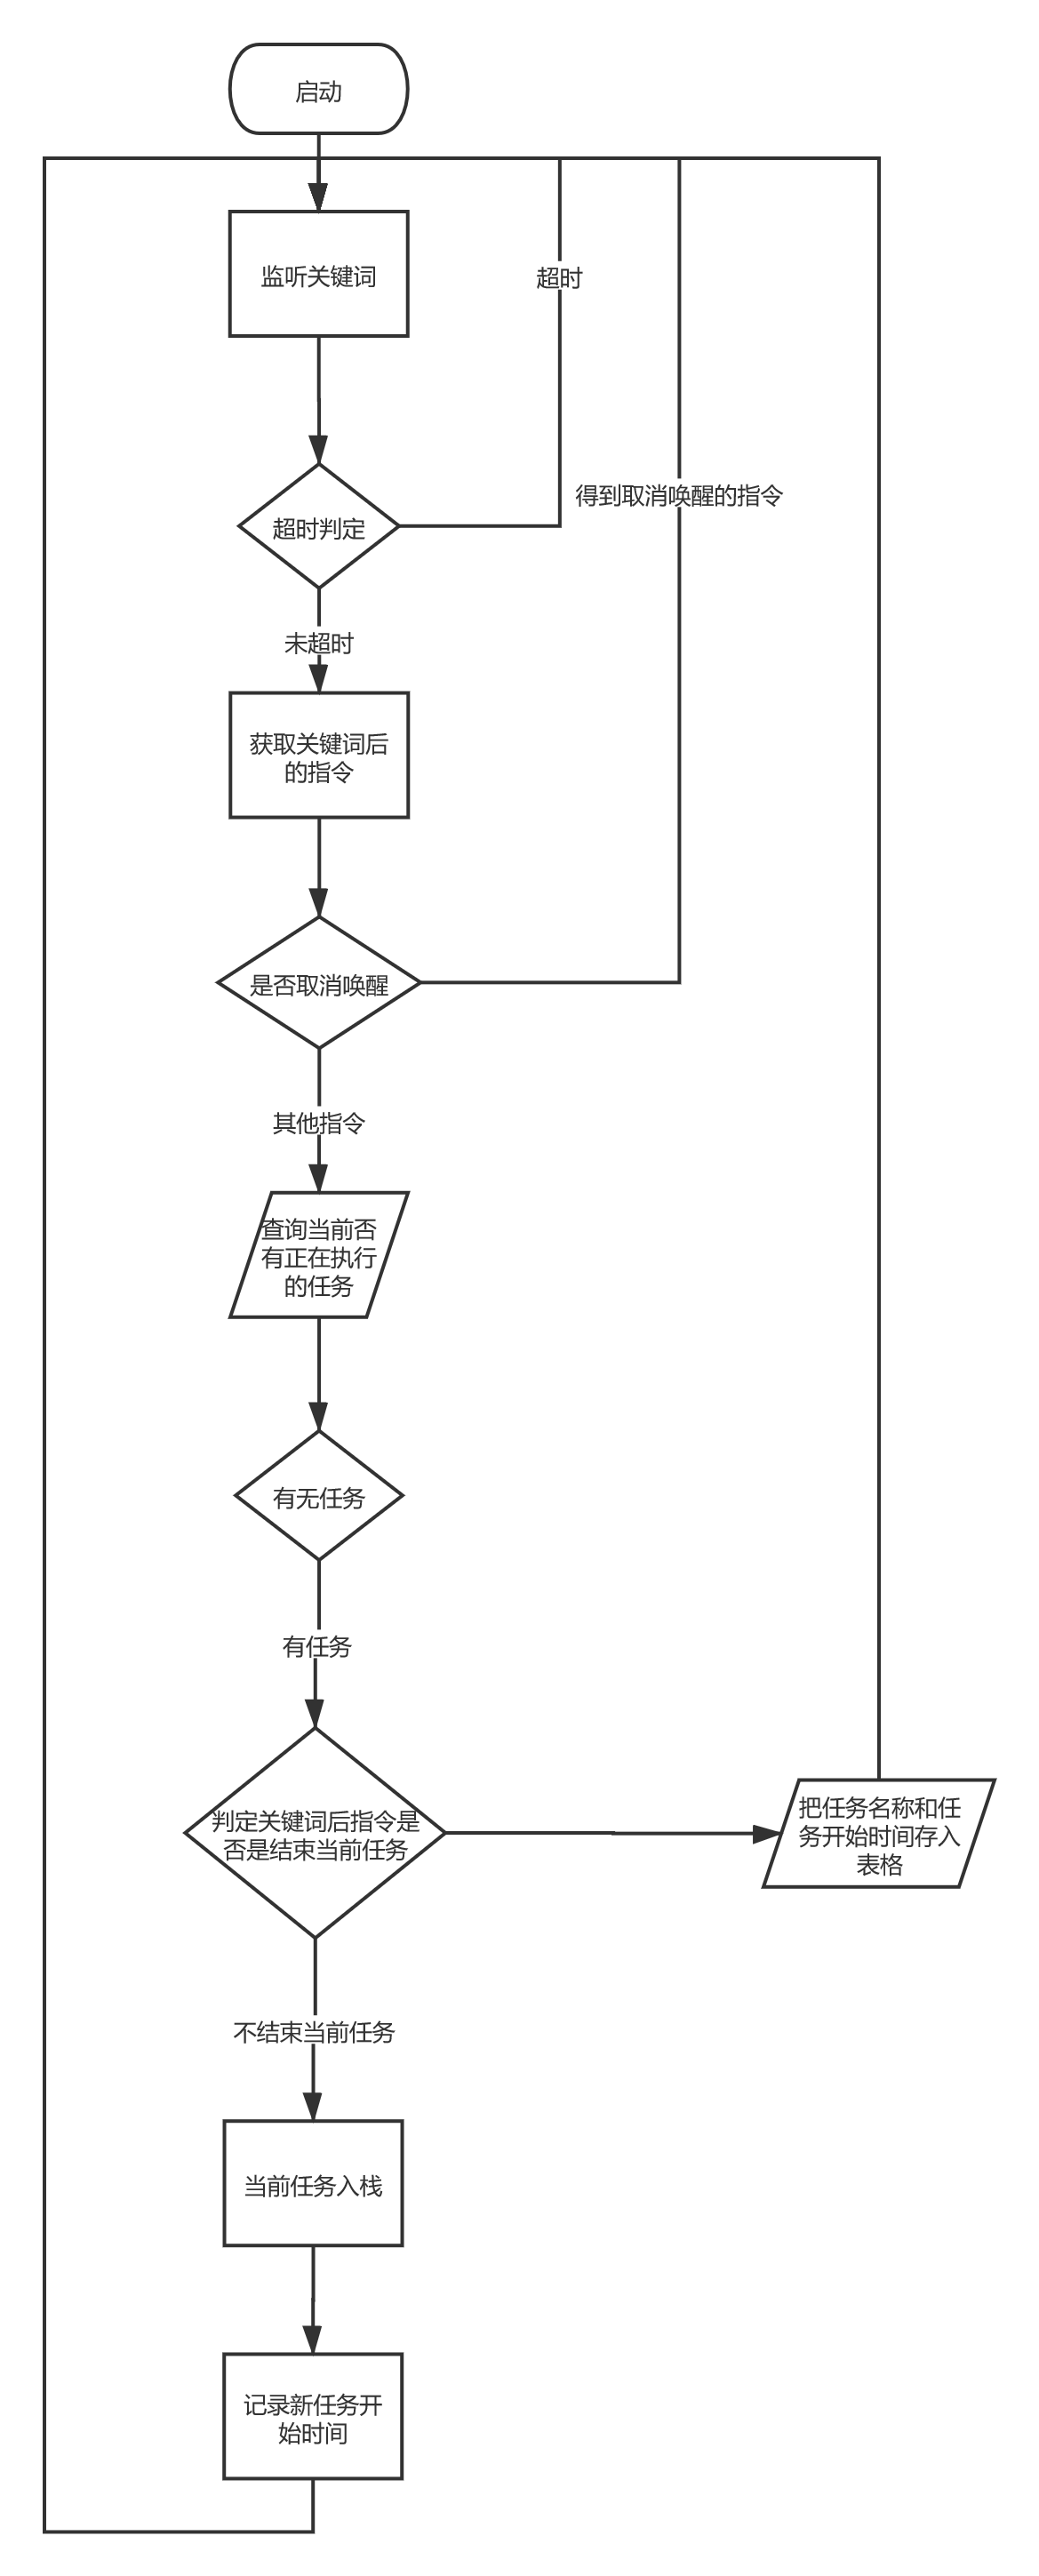 启动
监听关键词
超时
得到取消唤醒的指令
超时判定
未超时
获取关键词后
的指令
是否取消唤醒
其他指令
查询当前否
有正在执行
的任务
有无任务
有任务
判定关键词后指令是
否是结束当前任务
把任务名称和任
务开始时间存入
表格
不结束当前任务
当前任务入栈
记录新任务开
始时间